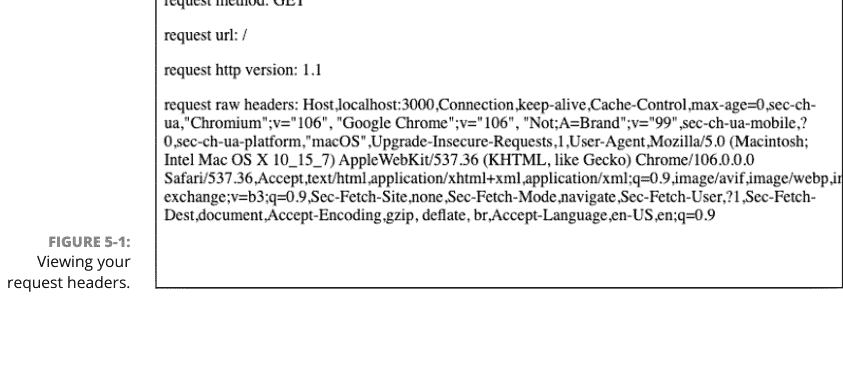 request method: GET
request url: /
request http version: 1.1
request raw headers: Host,localhost:3000,Connection,keep-alive,Cache-Control,max-age=0,sec-ch-
ua,"Chromium";v="106", "Google Chrome";v="106", "Not;A=Brand";v="99",sec-ch-ua-mobile,?
0,sec-ch-ua-platform,"macOS",Upgrade-Insecure-Requests,1,User-Agent,Mozilla/5.0 (Macintosh;
Intel Mac OS X 10_15_7) AppleWebKit/537.36 (KHTML, like Gecko) Chrome/106.0.0.0
Safari/537.36,Accept,text/html,application/xhtml+xml,application/xml;q=0.9,image/avif,image/webp,
exchange;v=b3;q=0.9,Sec-Fetch-Site,none,Sec-Fetch-Mode,navigate,Sec-Fetch-User,?1,Sec-Fetch-
Dest,document,Accept-Encoding,gzip, deflate, br,Accept-Language,en-US,en;q=0.9
FIGURE 5-1:
Viewing your
request headers.